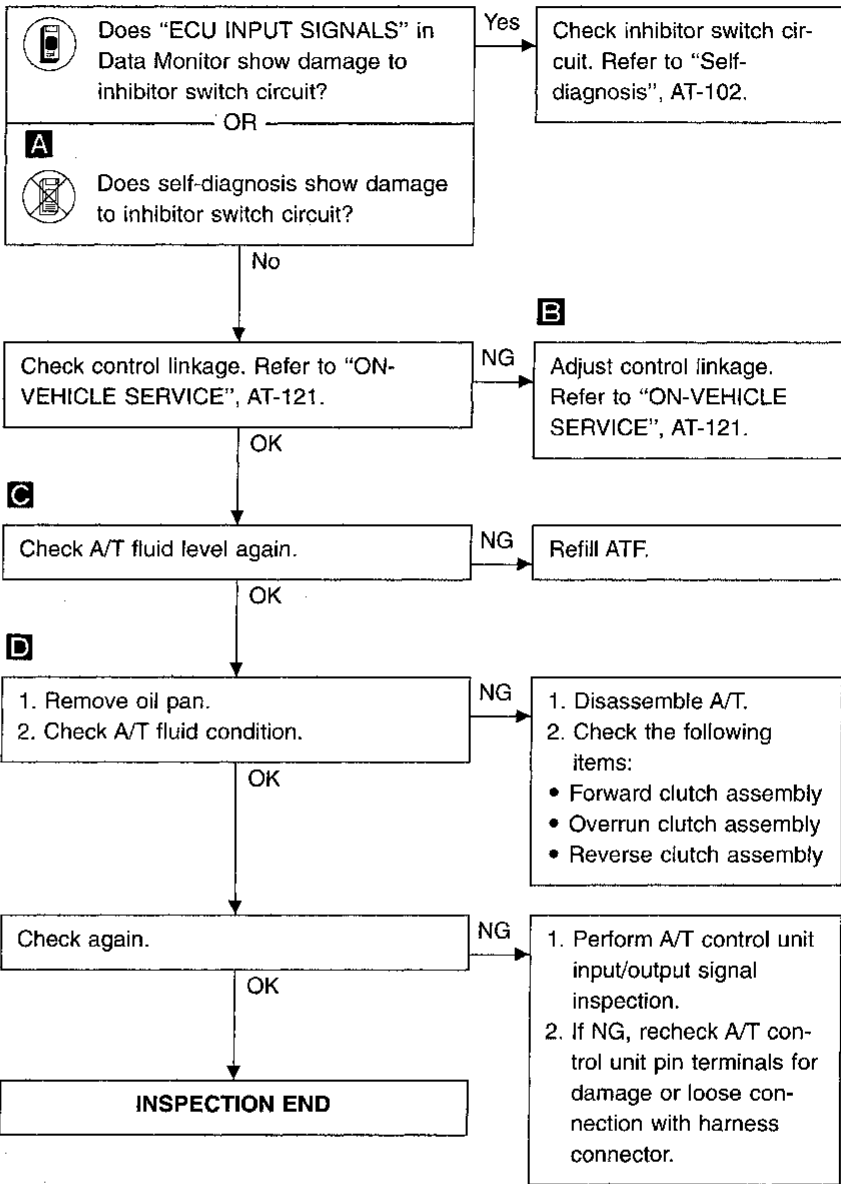 Does “ECU INPUT SIGNALS” in
Data Monitor show damage to
inhibitor switch circuit?
Yes
Check inhibitor switch cir-
cuit. Refer to “Self-
diagnosis”, AT-102.
OR
A
Does self-diagnosis show damage
to inhibitor switch circuit?
No
Check control linkage. Refer to “ON-
VEHICLE SERVICE”, AT-121.
NG
B
Adjust control linkage.
Refer to “ON-VEHICLE
SERVICE”, AT-121.
OK
C
Check A/T fluid level again.
NG
Refill ATF.
OK
D
1. Remove oil pan.
2. Check A/T fluid condition.
NG
1. Disassemble A/T.
2. Check the following
items:
• Forward clutch assembly
• Overrun clutch assembly
• Reverse clutch assembly
OK
Check again.
NG
1. Perform A/T control unit
input/output signal
inspection.
2. If NG, recheck A/T con-
trol unit pin terminals for
damage or loose con-
nection with harness
connector.
OK
INSPECTION END